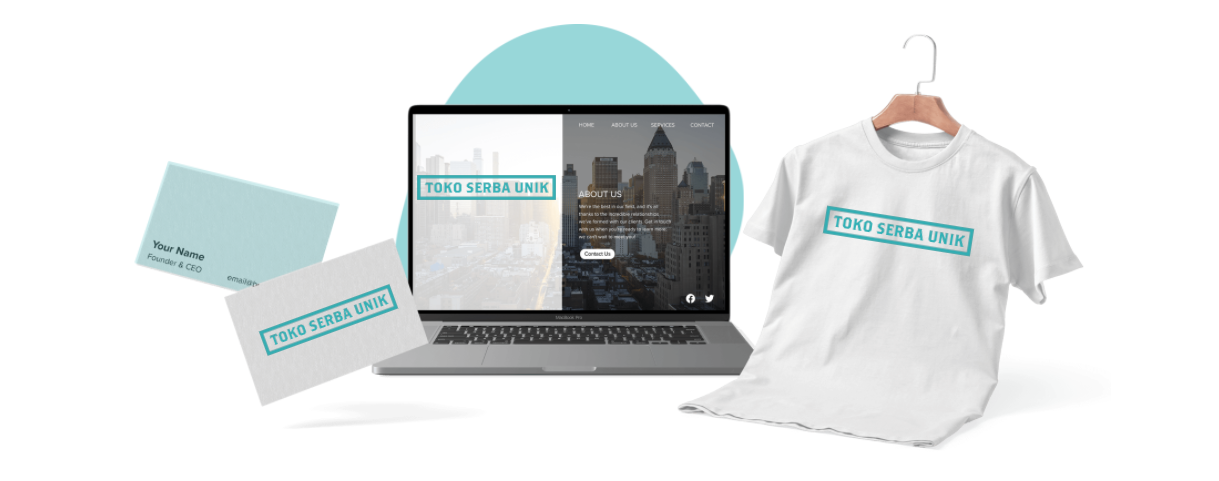 Your Name
Founder & CEO
TOKO SERBA UNIK
TOKO SERBA UNIK
HOME ABOUT US SERVICES CONTACT
ABOUT US
We're the best in our field, and it's all
thanks to the incredible relationships
we've formed with our clients. Get in touch
with us when you're ready to learn more,
we can't wait to meet you!
Contact Us
MacBook Pro
TOKO SERBA UNIK